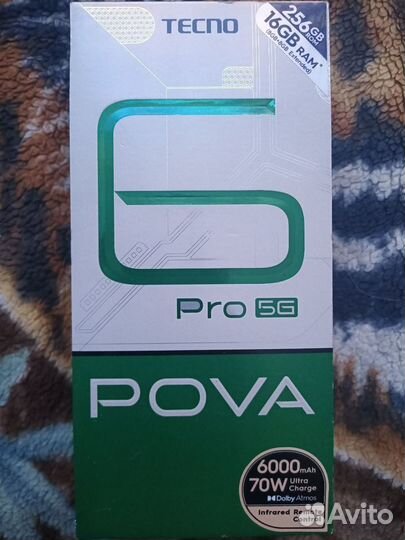 TECNO
256GB
ROM
16GB RAM*
(8GB+8GB Extended)
6
Pro 5G
POVA
6000mAh
70W Ultra Charge
Dolby Atmos
Infrared Remote
Control
Avito